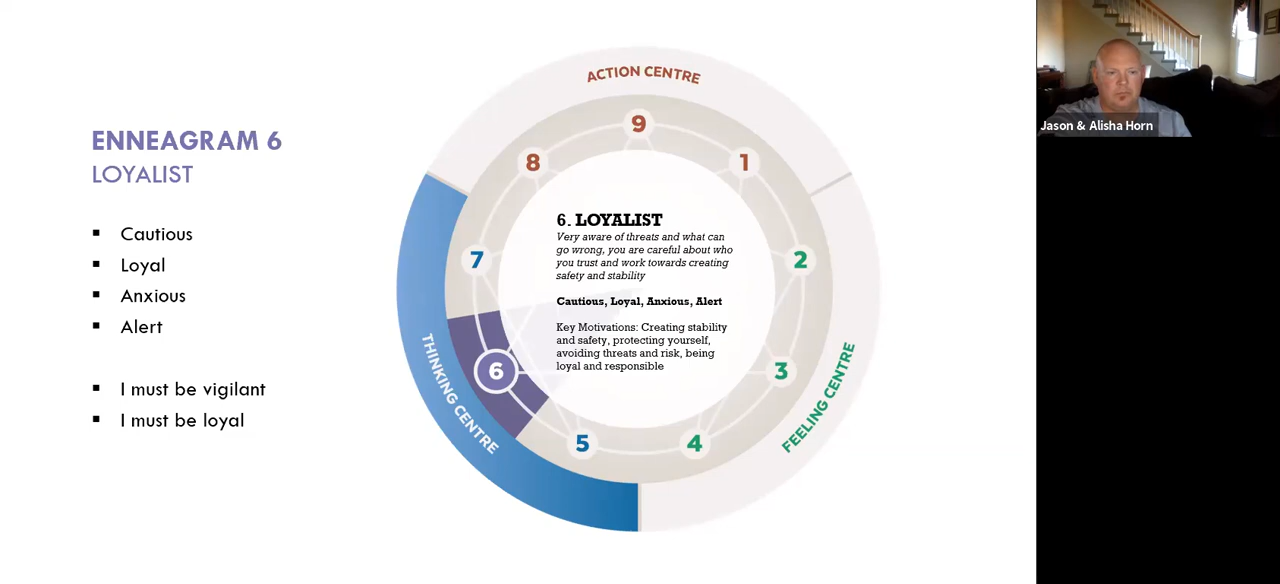 ENNEAGRAM 6
LOYALIST
▪ Cautious
▪ Loyal
▪ Anxious
▪ Alert
▪ I must be vigilant
▪ I must be loyal
ACTION CENTRE
9
8
1
7
2
6
3
5
4
THINKING CENTRE
FEELING CENTRE
6. LOYALIST
Very aware of threats and what can
go wrong, you are careful about who
you trust and work towards creating
safety and stability
Cautious, Loyal, Anxious, Alert
Key Motivations: Creating stability
and safety, protecting yourself,
avoiding threats and risk, being
loyal and responsible
Jason & Alisha Horn